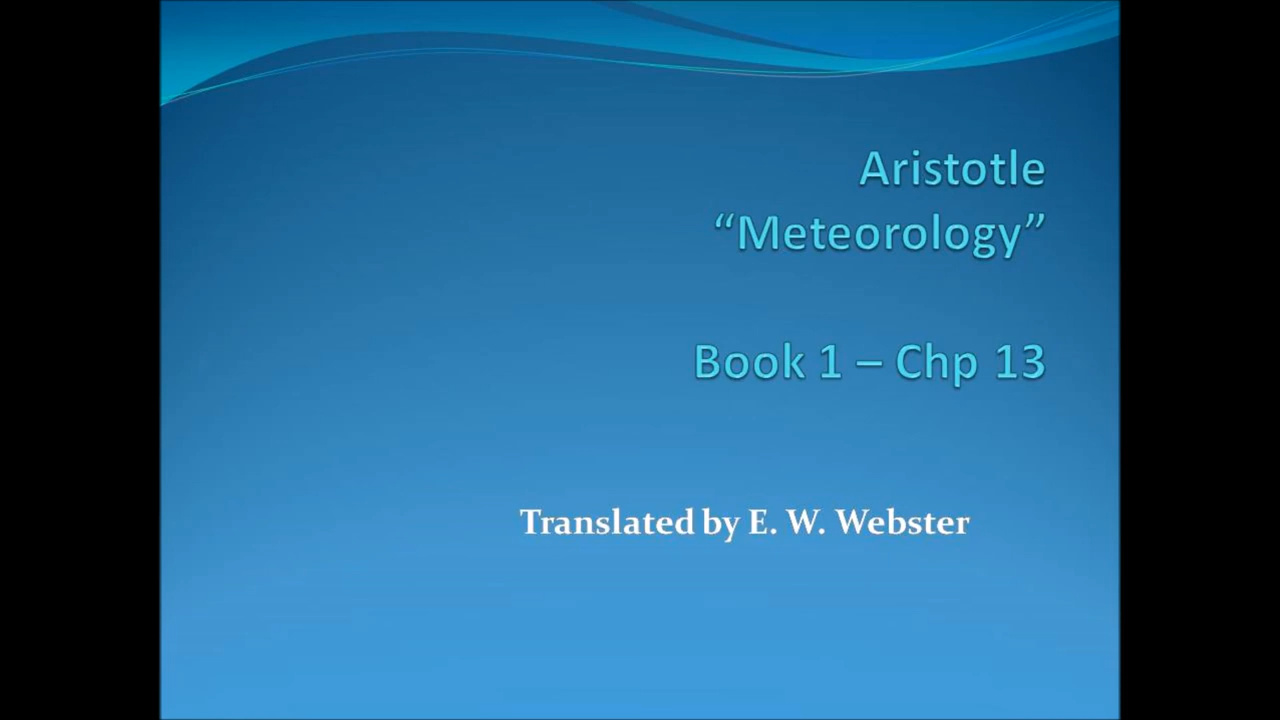 Aristotle
“Meteorology”
Book 1 – Chp 13
Translated by E. W. Webster